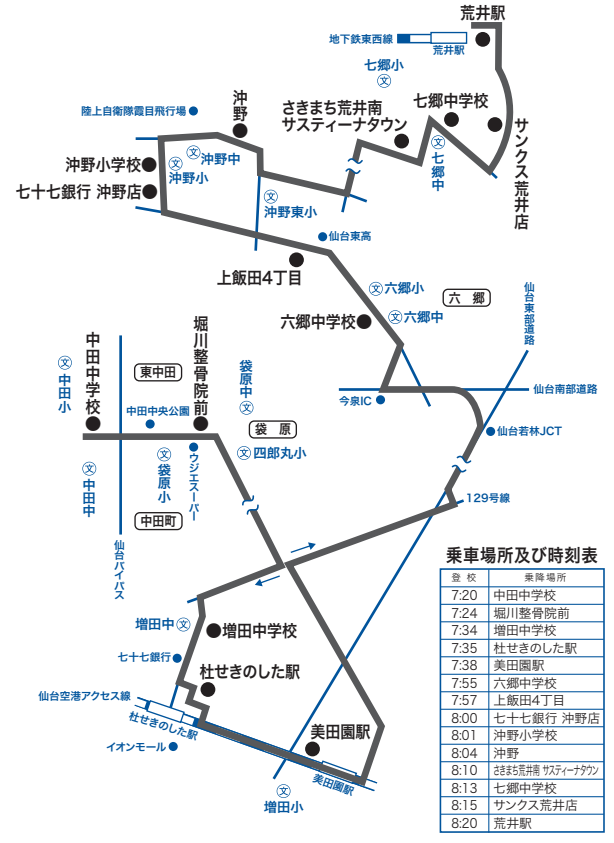 荒井駅
地下鉄東西線
荒井駅
七郷小
文
七郷中学校
さきまち荒井南
サスティーナタウン
サンクス荒井店
文
七郷中
陸上自衛隊霞目飛行場
沖野
沖野小学校
文 沖野中
文
沖野小
七十七銀行 沖野店
文
沖野東小
仙台東高
上飯田4丁目
文 六郷小
六郷
六郷中学校
文 六郷中
仙台東部道路
今泉IC
仙台南部道路
仙台若林JCT
129号線
中田中学校
文
中田小
東中田
堀川整骨院前
袋原中
文
中田中央公園
袋原
文 四郎丸小
文
中田中
文
袋原小
ウジエスーパー
中田町
仙台バイパス
増田中 文
増田中学校
七十七銀行
杜せきのした駅
仙台空港アクセス線
杜せきのした駅
イオンモール
美田園駅
美田園駅
文
増田小
乗車場所及び時刻表
登校 乗降場所
7:20 中田中学校
7:24 堀川整骨院前
7:34 増田中学校
7:35 杜せきのした駅
7:38 美田園駅
7:55 六郷中学校
7:57 上飯田4丁目
8:00 七十七銀行 沖野店
8:01 沖野小学校
8:04 沖野
8:10 さきまち荒井南 サスティーナタウン
8:13 七郷中学校
8:15 サンクス荒井店
8:20 荒井駅